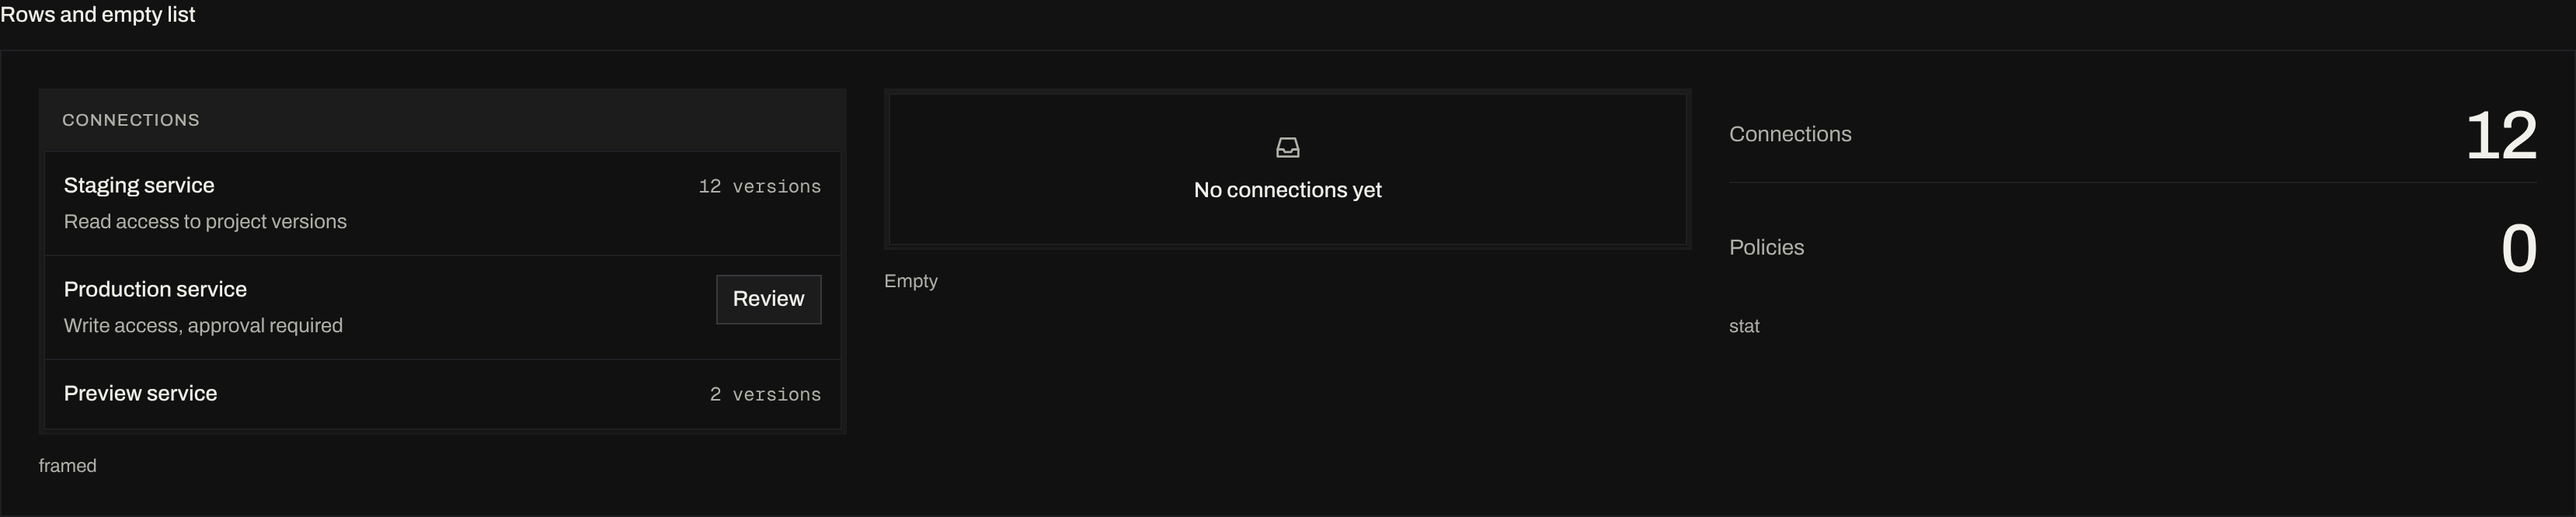 Rows and empty list
CONNECTIONS
Staging service
12 versions
Read access to project versions
Production service
Review
Write access, approval required
Preview service
2 versions
framed
No connections yet
Empty
Connections
12
Policies
0
stat